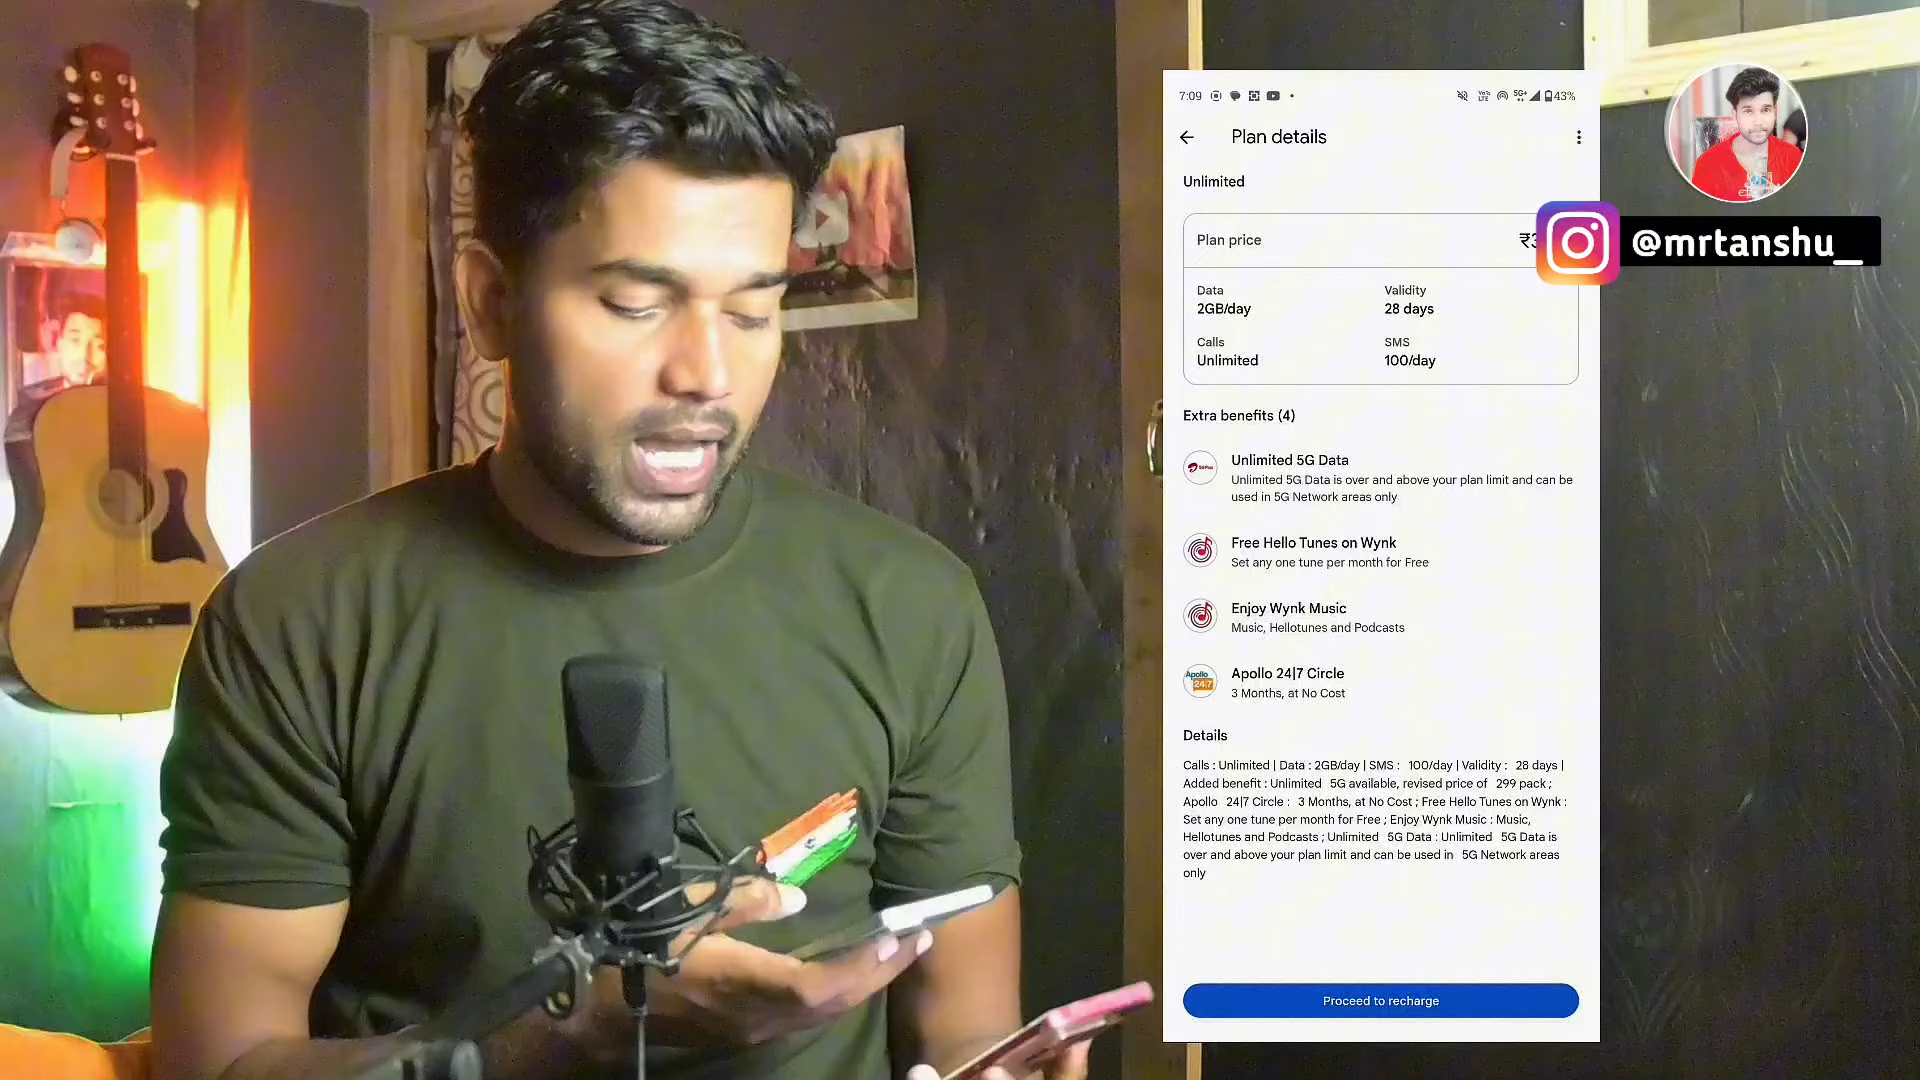 7:09
5G+
43%
Plan details
Unlimited
Plan price
₹3
@mrtanshu__
Data
Validity
2GB/day
28 days
Calls
SMS
Unlimited
100/day
Extra benefits (4)
Unlimited 5G Data
Unlimited 5G Data is over and above your plan limit and can be
used in 5G Network areas only
Free Hello Tunes on Wynk
Set any one tune per month for Free
Enjoy Wynk Music
Music, Hellotunes and Podcasts
Apollo
24|7
Apollo 24|7 Circle
3 Months, at No Cost
Details
Calls : Unlimited | Data : 2GB/day | SMS : 100/day | Validity : 28 days |
Added benefit : Unlimited 5G available, revised price of 299 pack ;
Apollo 24|7 Circle : 3 Months, at No Cost ; Free Hello Tunes on Wynk :
Set any one tune per month for Free ; Enjoy Wynk Music : Music,
Hellotunes and Podcasts ; Unlimited 5G Data : Unlimited 5G Data is
over and above your plan limit and can be used in 5G Network areas
only
Proceed to recharge